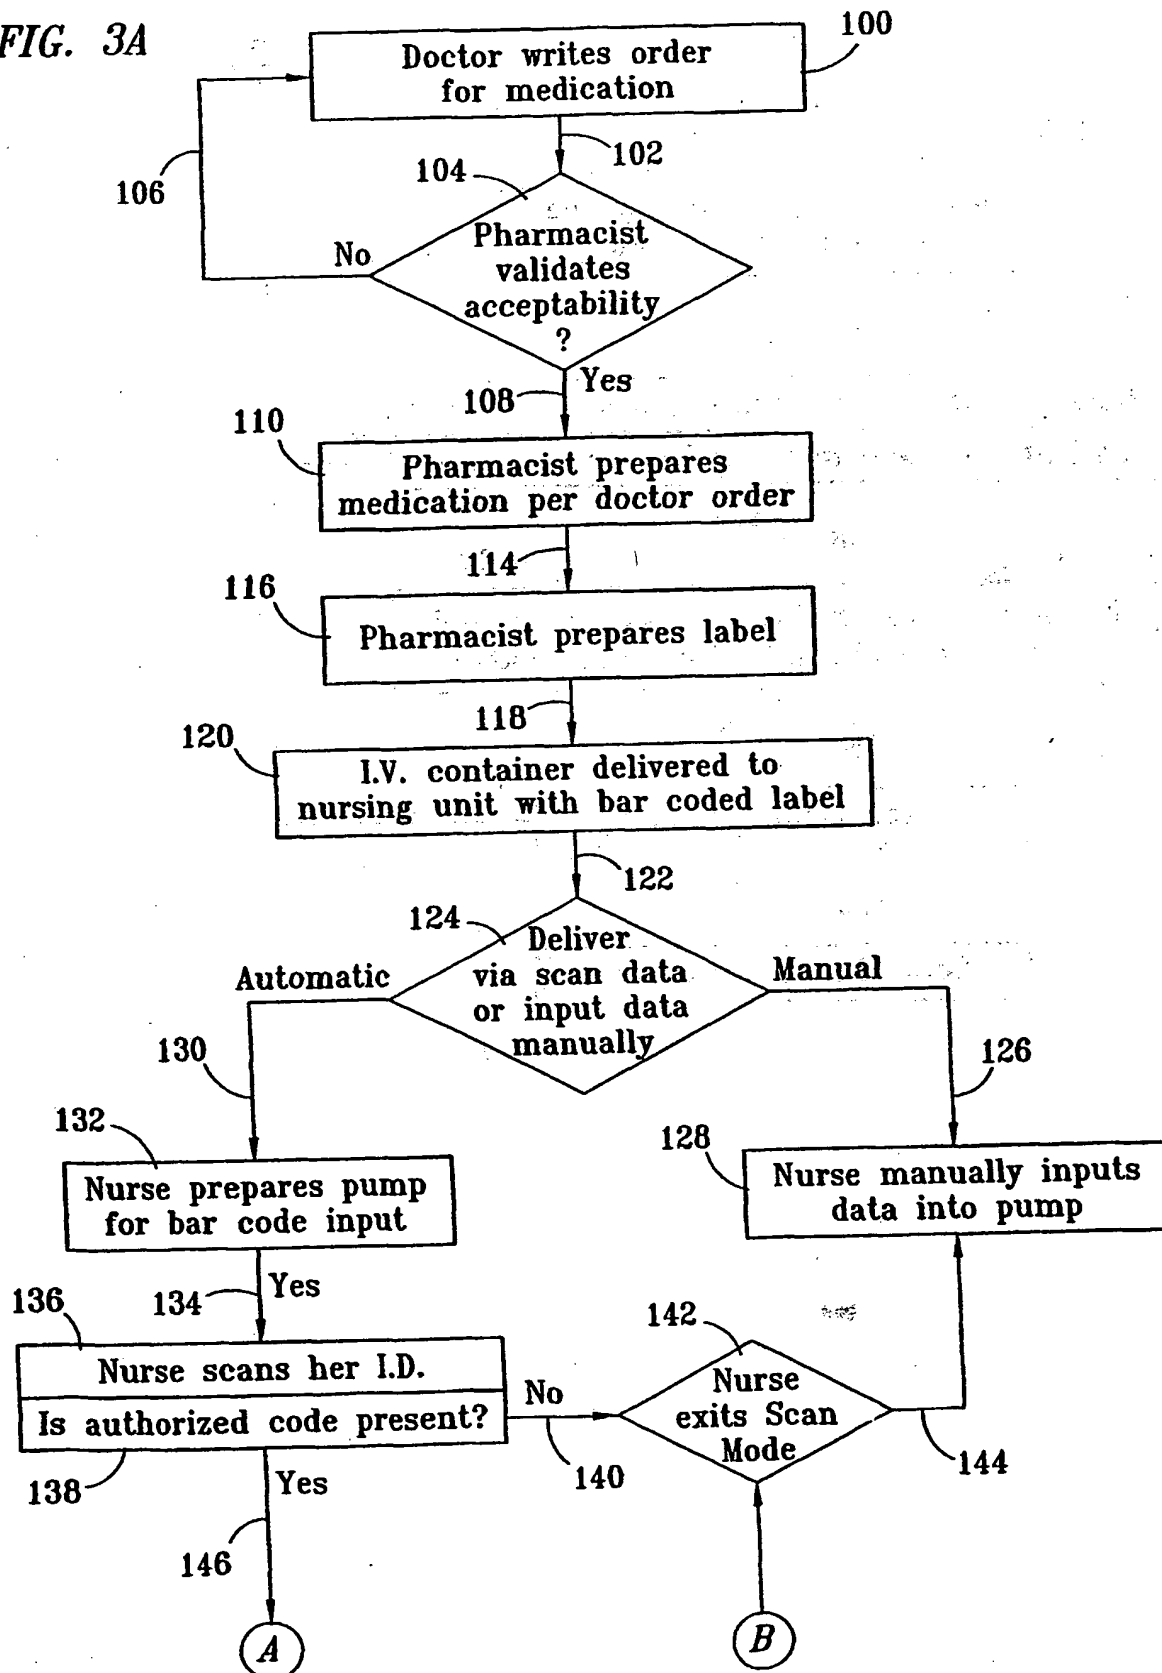 FIG. 3A
100
Doctor writes order
for medication
102
104
106
No
Pharmacist
validates
acceptability
?
Yes
108
110
Pharmacist prepares
medication per doctor order
114
116
Pharmacist prepares label
118
120
I.V. container delivered to
nursing unit with bar coded label
122
124
Deliver
via scan data
or input data
manually
Automatic
Manual
130
126
132
128
Nurse prepares pump
for bar code input
Nurse manually inputs
data into pump
134
Yes
136
142
Nurse scans her I.D.
Is authorized code present?
No
Nurse
exits Scan
Mode
138
Yes
140
144
146
A
B